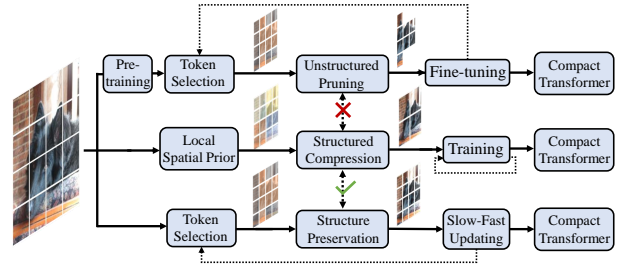 Pre-
training
Token
Selection
Unstructured
Pruning
Fine-tuning
Compact
Transformer
Local
Spatial Prior
Structured
Compression
Training
Compact
Transformer
Token
Selection
Structure
Preservation
Slow-Fast
Updating
Compact
Transformer